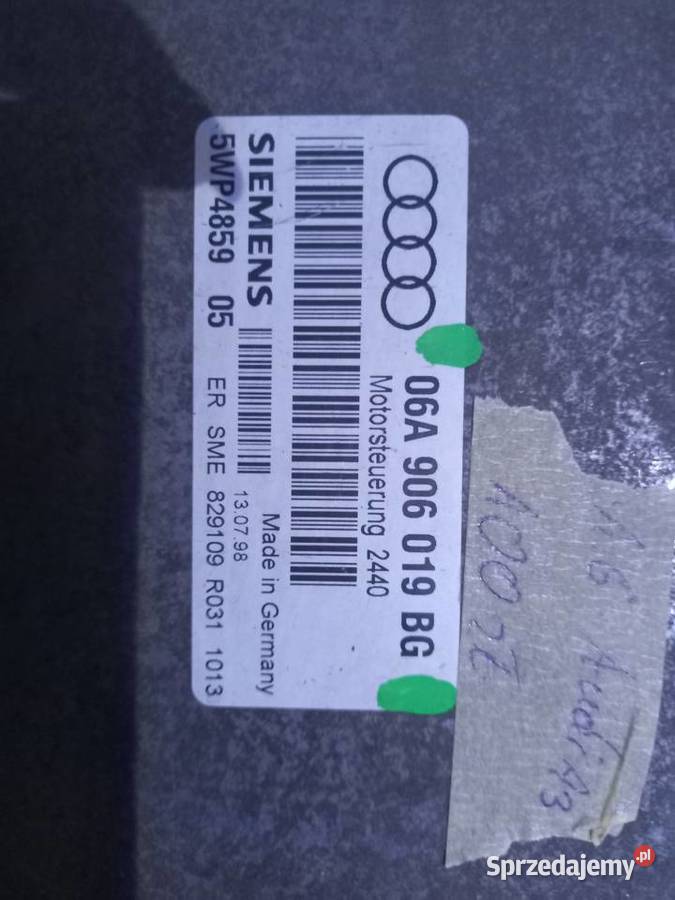 06A 906 019 BG
Motorsteuerung 2440
SIEMENS
Made in Germany
13.07.98
5WP4859 05 ER SME 829109 R031 1013
1,6 Audi A3
Sprzedajemy.pl